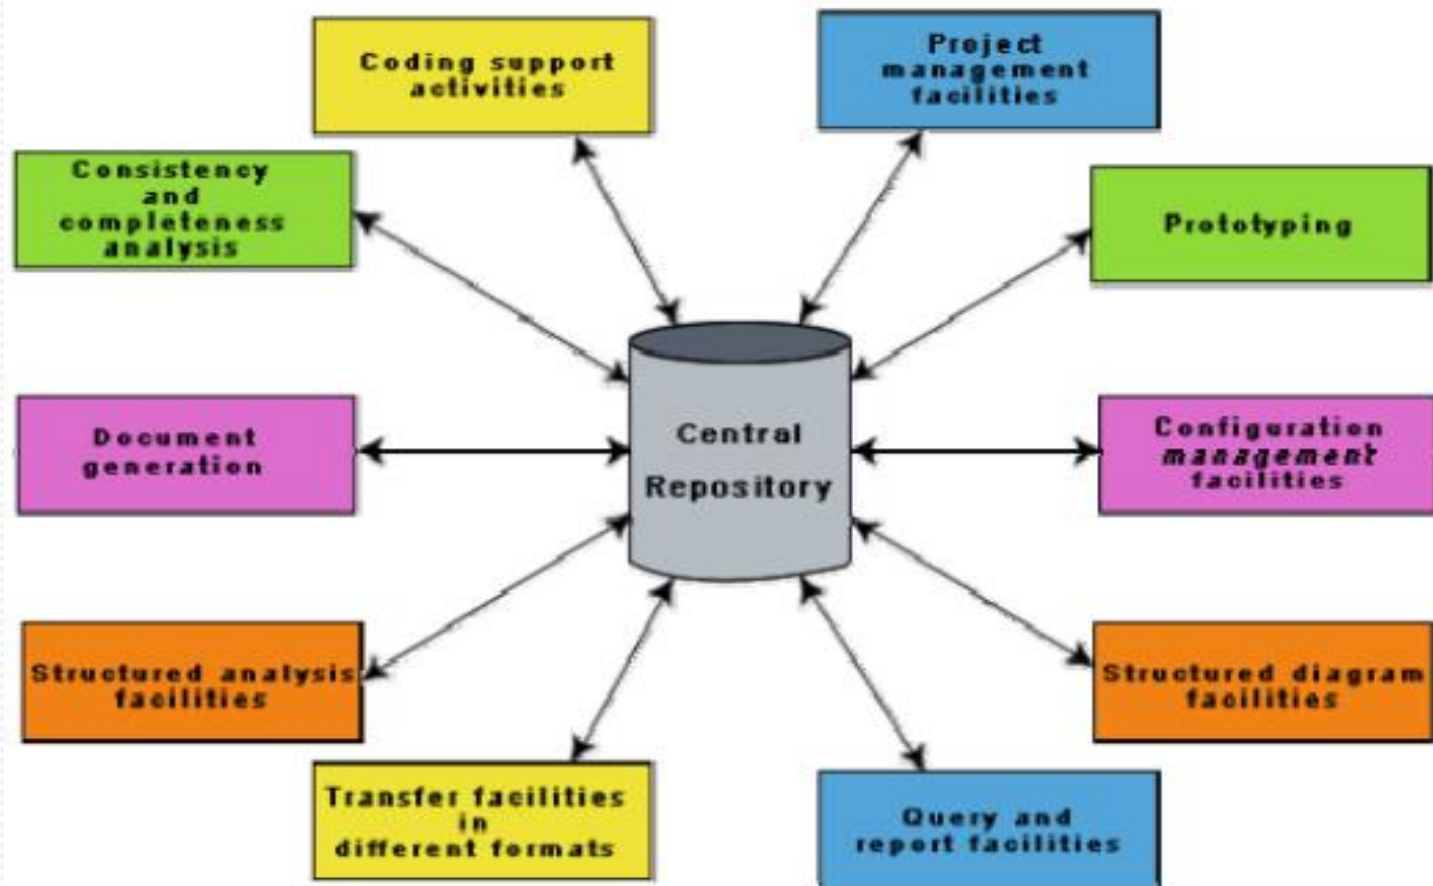 Coding support
activities
Project
management
facilities
Consistency
and
completeness
analysis
Prototyping
Document
generation
Central
Repository
Configuration
management
facilities
Structured analysis
facilities
Structured diagram
facilities
Transfer facilities
in
different formats
Query and
report facilities